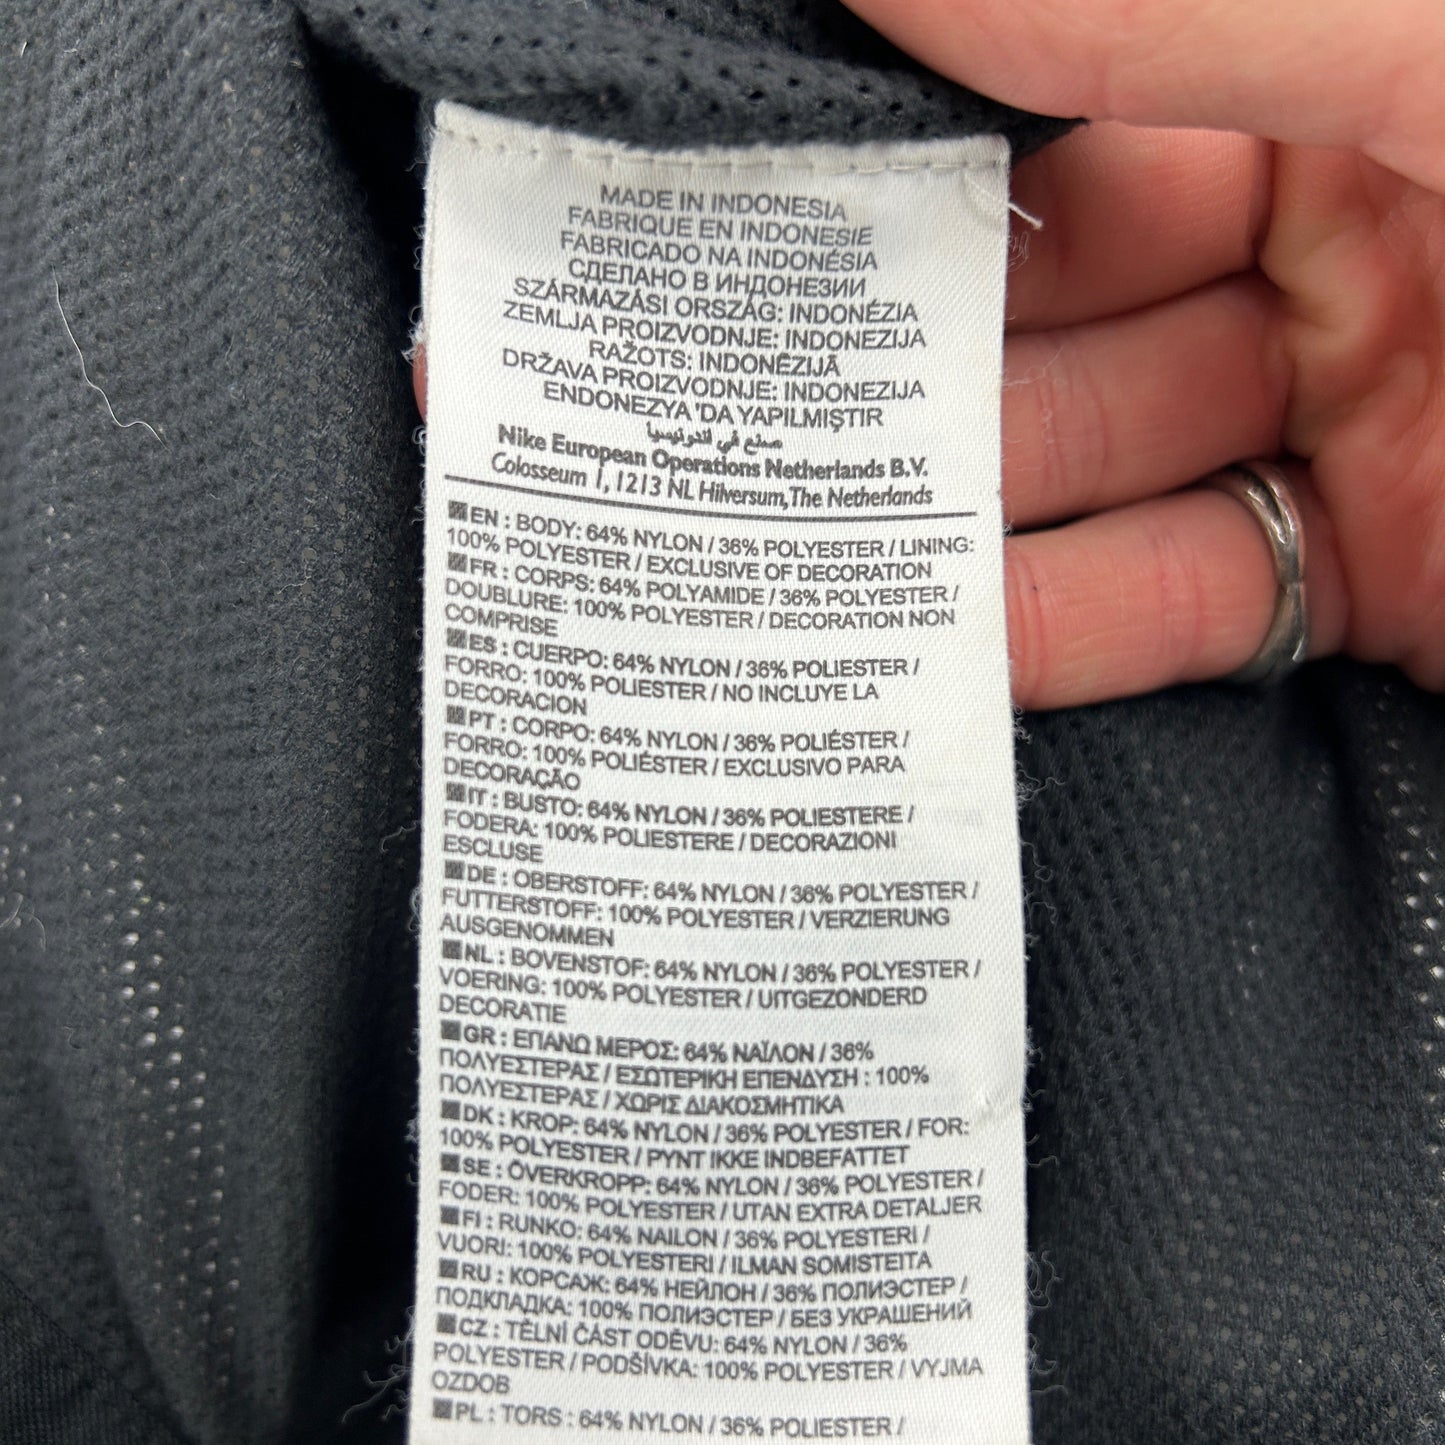 MADE IN INDONESIA
FABRIQUE EN INDONESIE
FABRICADO NA INDONÉSIA
СДЕЛАНО В ИНДОНЕЗИИ
SZÁRMAZÁSI ORSZÁG: INDONÉZIA
ZEMLJA PROIZVODNJE: INDONEZIJA
RAŽOTS: INDONĒZIJĀ
DRŽAVA PROIZVODNJE: INDONEZIJA
ENDONEZYA 'DA YAPILMIŞTIR
صنع في اندونيسيا
Nike European Operations Netherlands B.V.
Colosseum 1, 1213 NL Hilversum, The Netherlands
EN : BODY: 64% NYLON / 36% POLYESTER / LINING:
100% POLYESTER / EXCLUSIVE OF DECORATION
FR : CORPS: 64% POLYAMIDE / 36% POLYESTER /
DOUBLURE: 100% POLYESTER / DECORATION NON
COMPRISE
ES : CUERPO: 64% NYLON / 36% POLIESTER /
FORRO: 100% POLIESTER / NO INCLUYE LA
DECORACION
PT : CORPO: 64% NYLON / 36% POLIÉSTER /
FORRO: 100% POLIÉSTER / EXCLUSIVO PARA
DECORAÇÃO
IT : BUSTO: 64% NYLON / 36% POLIESTERE /
FODERA: 100% POLIESTERE / DECORAZIONI
ESCLUSE
DE : OBERSTOFF: 64% NYLON / 36% POLYESTER /
FUTTERSTOFF: 100% POLYESTER / VERZIERUNG
AUSGENOMMEN
NL : BOVENSTOF: 64% NYLON / 36% POLYESTER /
VOERING: 100% POLYESTER / UITGEZONDERD
DECORATIE
GR : ΕΠΑΝΩ ΜΕΡΟΣ: 64% ΝΑΪΛΟΝ / 36%
ΠΟΛΥΕΣΤΕΡΑΣ / ΕΣΩΤΕΡΙΚΗ ΕΠΕΝΔΥΣΗ : 100%
ΠΟΛΥΕΣΤΕΡΑΣ / ΧΩΡΙΣ ΔΙΑΚΟΣΜΗΤΙΚΑ
DK : KROP: 64% NYLON / 36% POLYESTER / FOR:
100% POLYESTER / PYNT IKKE INDBEFATTET
SE : ÖVERKROPP: 64% NYLON / 36% POLYESTER /
FODER: 100% POLYESTER / UTAN EXTRA DETALJER
FI : RUNKO: 64% NAILON / 36% POLYESTERI /
VUORI: 100% POLYESTERI / ILMAN SOMISTEITA
RU : КОРСАЖ: 64% НЕЙЛОН / 36% ПОЛИЭСТЕР /
ПОДКЛАДКА: 100% ПОЛИЭСТЕР / БЕЗ УКРАШЕНИЙ
CZ : TĚLNÍ ČÁST ODĚVU: 64% NYLON / 36%
POLYESTER / PODŠÍVKA: 100% POLYESTER / VYJMA
OZDOB
PL : TORS : 64% NYLON / 36% POLIESTER /